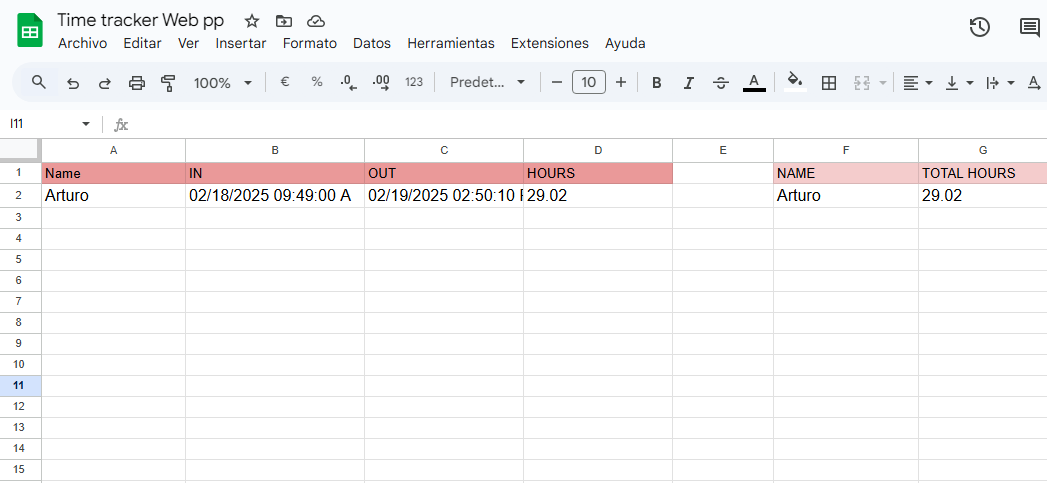 Time tracker Web pp
Archivo Editar Ver Insertar Formato Datos Herramientas Extensiones Ayuda
100% € % .0 .00 123 Predet... 10 B I A A
I11 fx
A B C D E F G
1 Name IN OUT HOURS NAME TOTAL HOURS
2 Arturo 02/18/2025 09:49:00 A 02/19/2025 02:50:10 29.02 Arturo 29.02
3
4
5
6
7
8
9
10
11
12
13
14
15